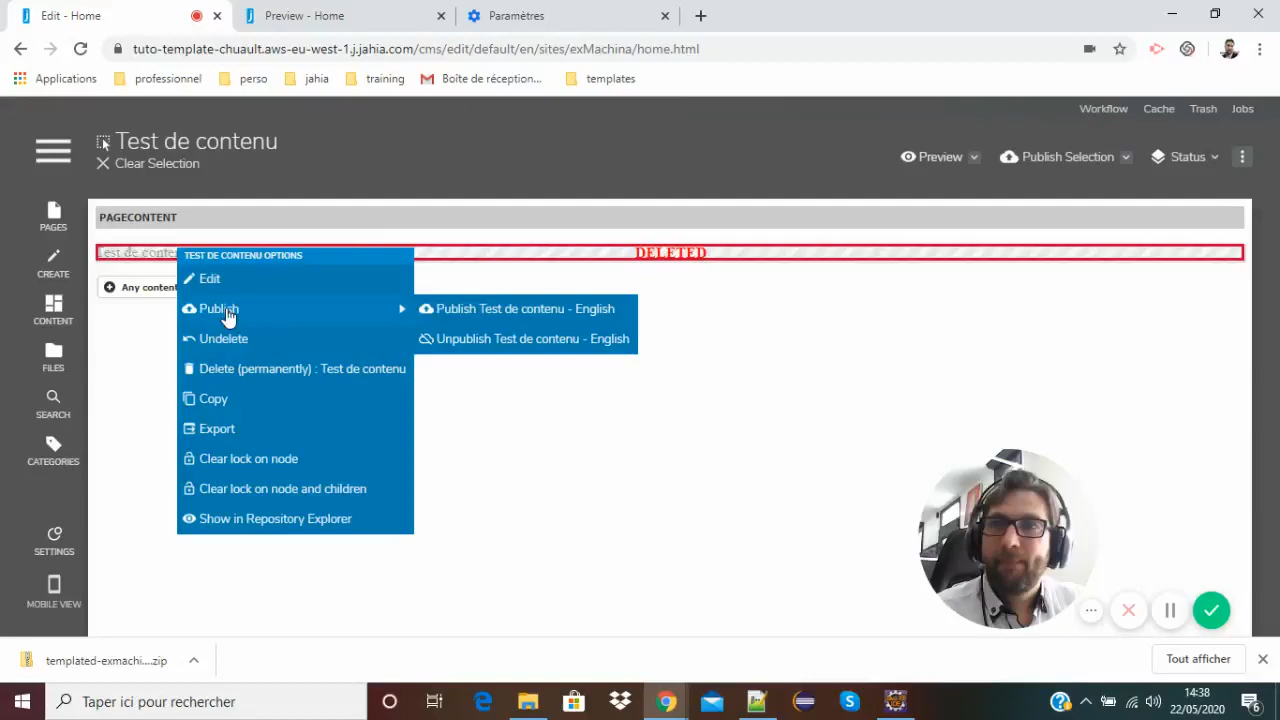 Edit - Home
Preview - Home
Paramètres
tuto-template-chuault.aws-eu-west-1.j.jahia.com/cms/edit/default/en/sites/exMachina/home.html
Applications
professionnel
perso
jahia
training
Boîte de réception...
templates
Workflow
Cache
Trash
Jobs
Test de contenu
Clear Selection
Preview
Publish Selection
Status
PAGES
CREATE
CONTENT
FILES
SEARCH
CATEGORIES
SETTINGS
MOBILE VIEW
PAGECONTENT
Test de conte
DELETED
Any content
TEST DE CONTENU OPTIONS
Edit
Publish
Undelete
Delete (permanently) : Test de contenu
Copy
Export
Clear lock on node
Clear lock on node and children
Show in Repository Explorer
Publish Test de contenu - English
Unpublish Test de contenu - English
templated-exmachi....zip
Tout afficher
Taper ici pour rechercher
14:38
22/05/2020
6